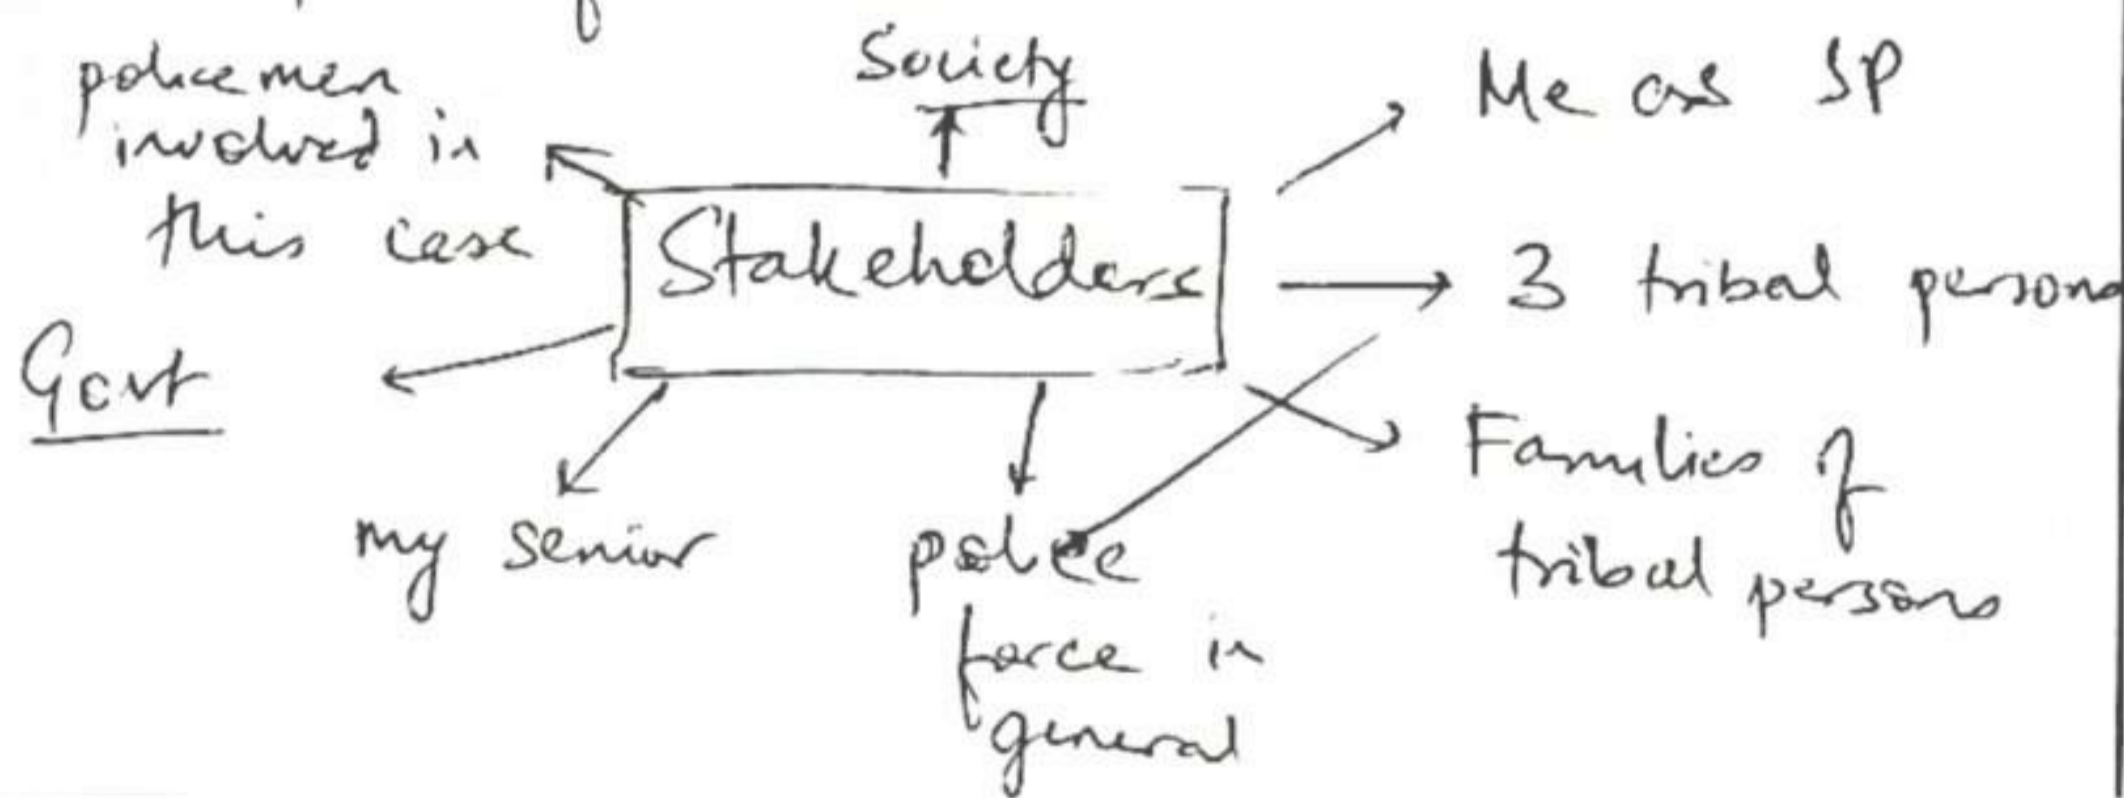 Society
policemen
involved in
this case
Me as SP
Stakeholders
3 tribal persons
Govt
Families of
tribal persons
my senior
police
force in
general